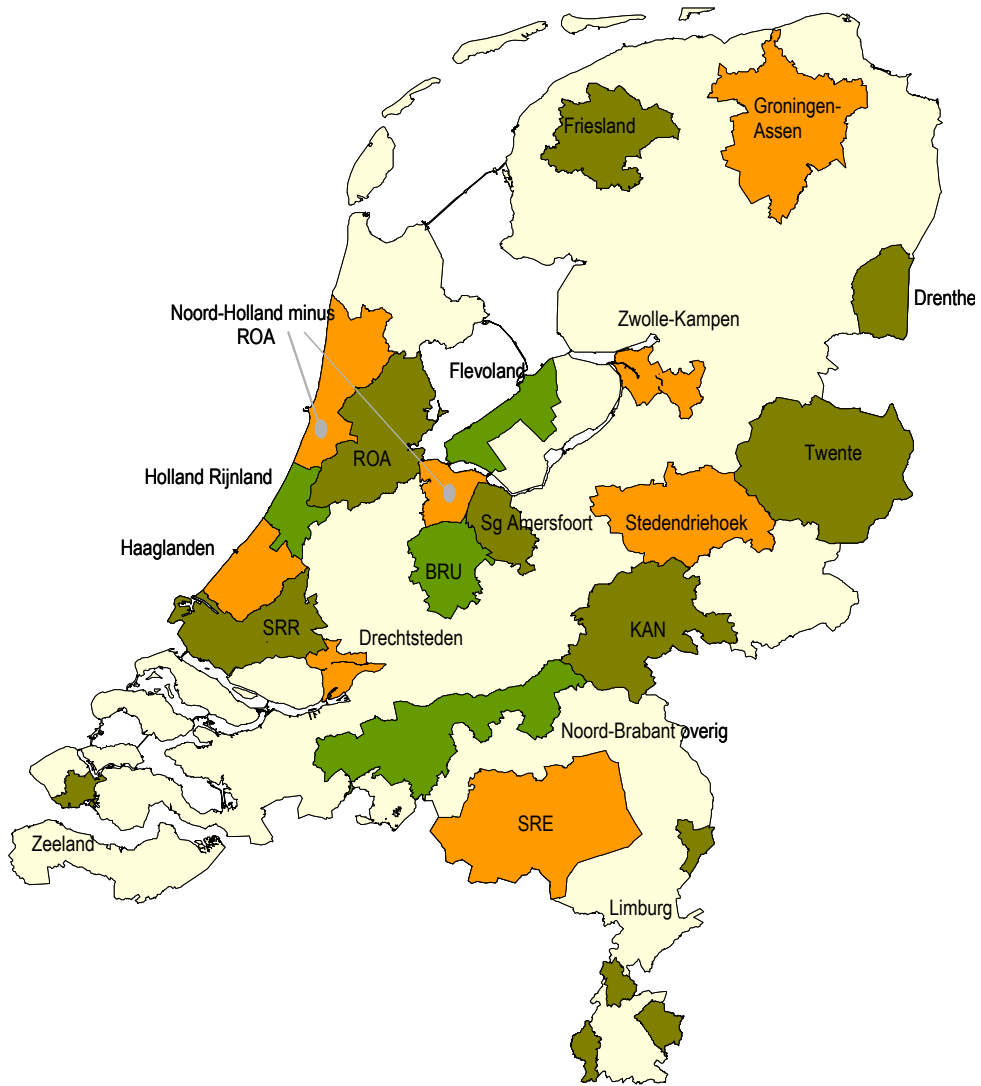 Groningen-
Assen
Friesland
Drenthe
Noord-Holland minus
ROA
Zwolle-Kampen
Flevoland
Twente
ROA
Holland Rijnland
Sg Amersfoort
Stedendriehoek
Haaglanden
BRU
SRR
Drechtsteden
KAN
Noord-Brabant overig
SRE
Zeeland
Limburg